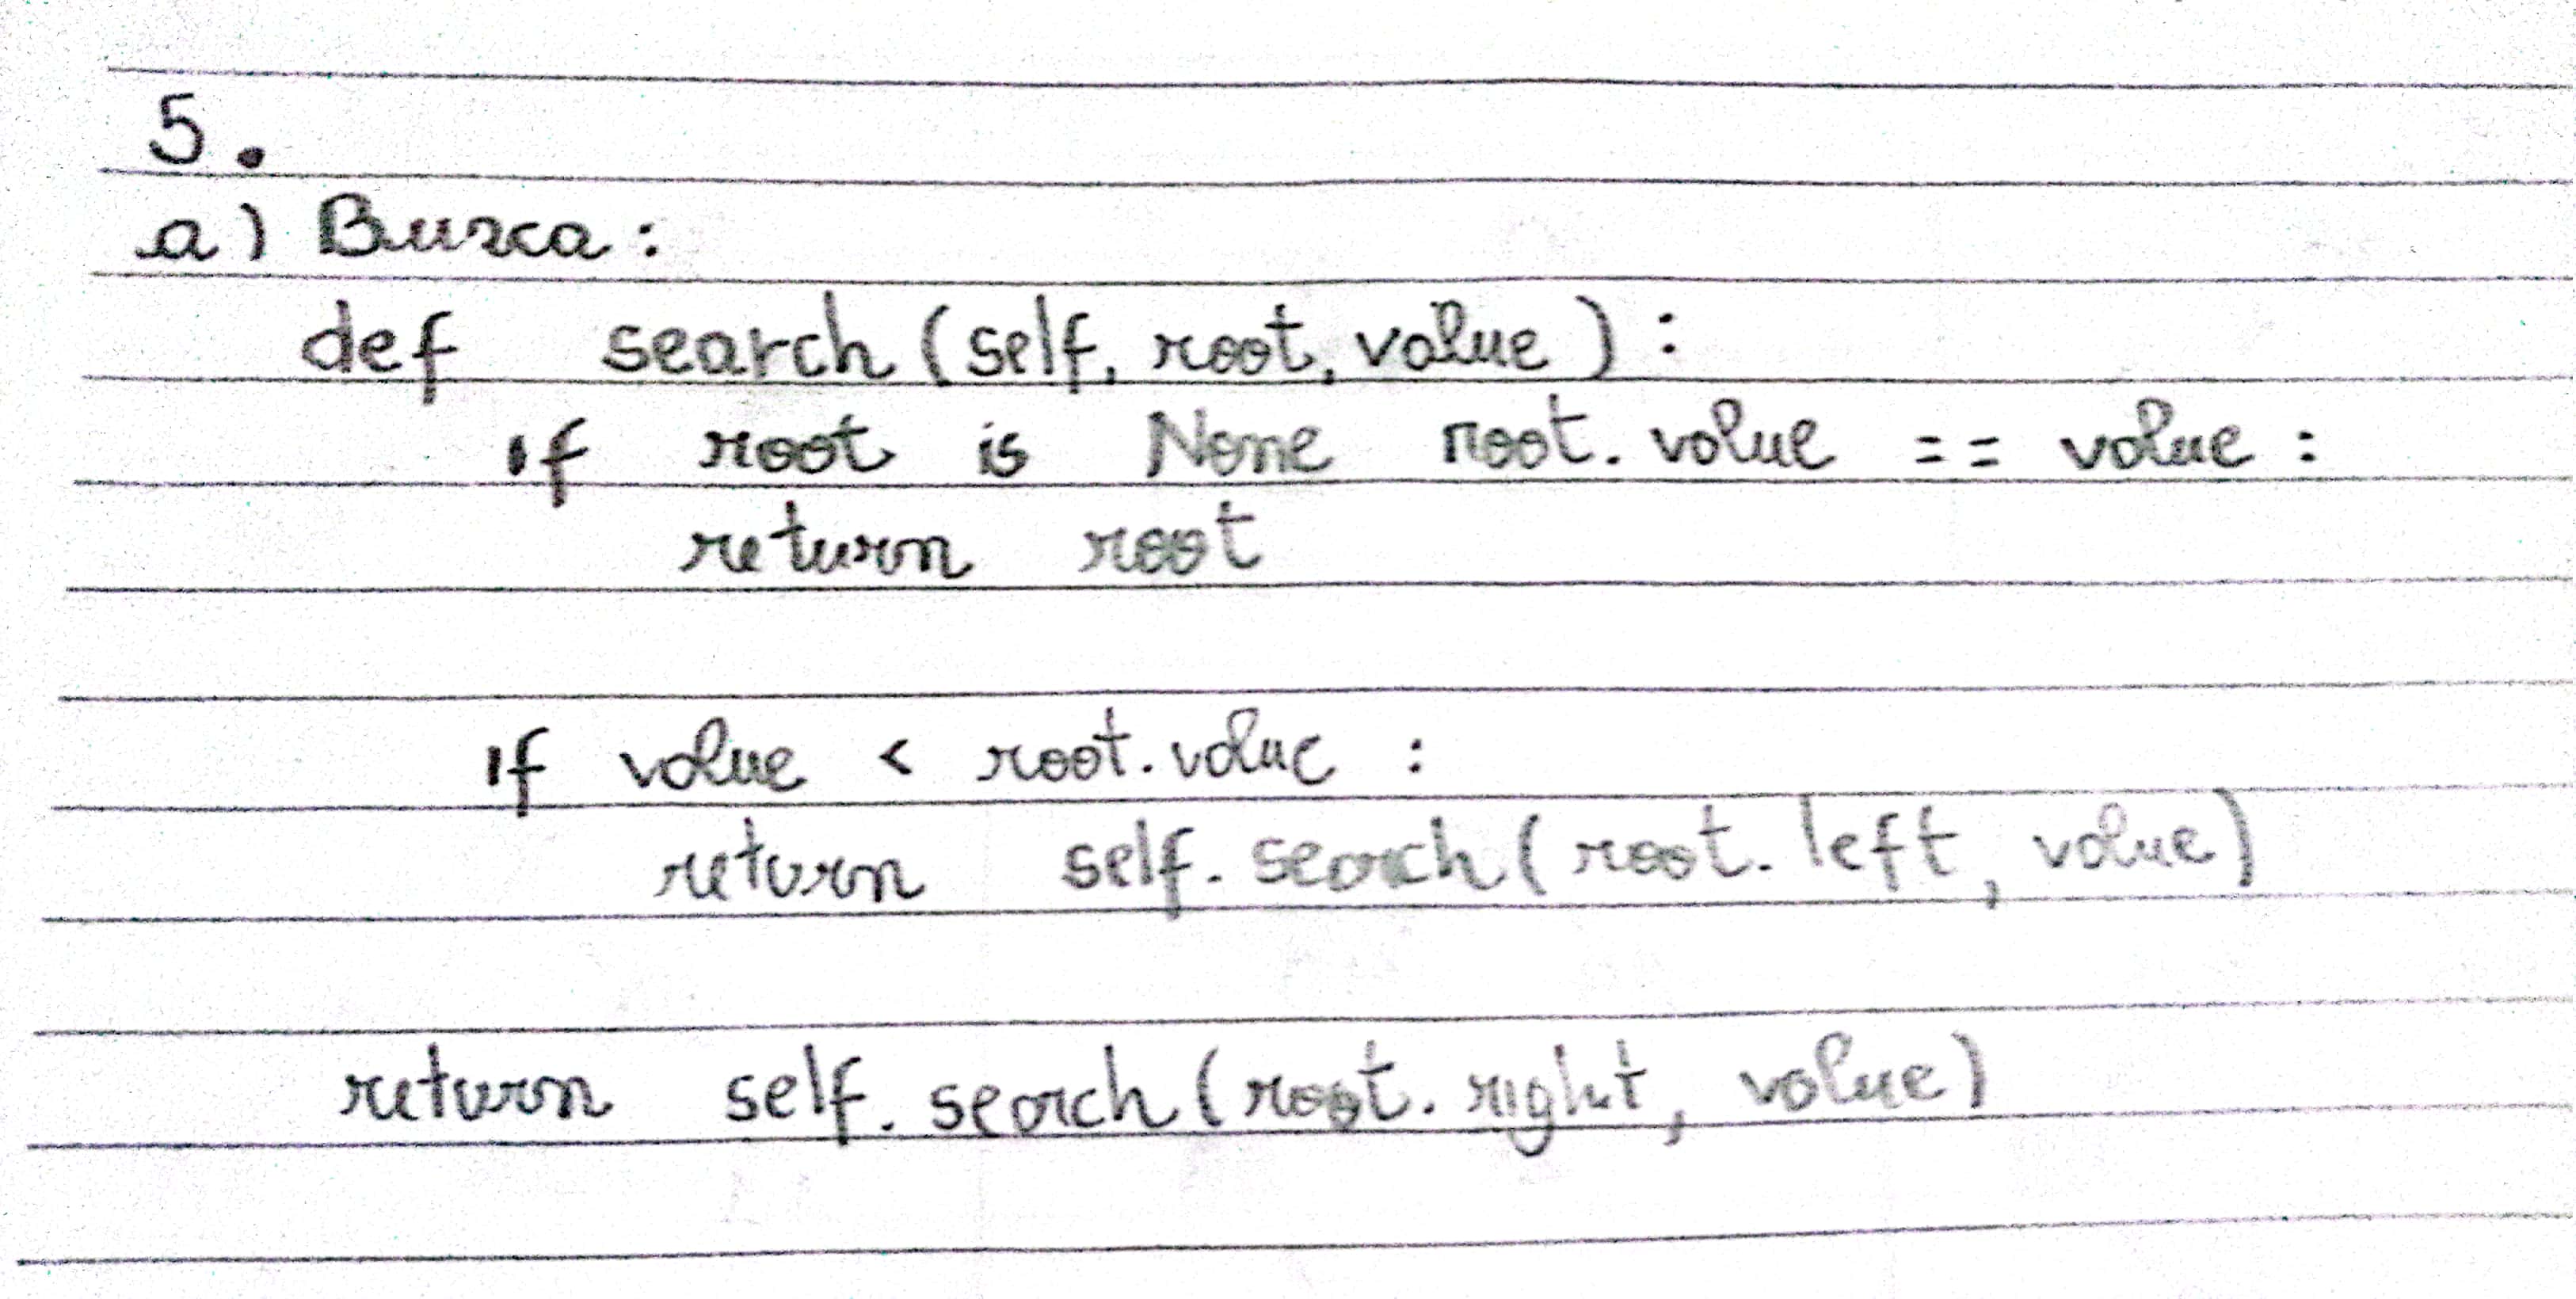 5.
a) Busca:
def search (self, root, value):
if root is None root.value == value:
return root
if value < root.value :
return self.search (root.left, value)
return self.search (root.right, value)